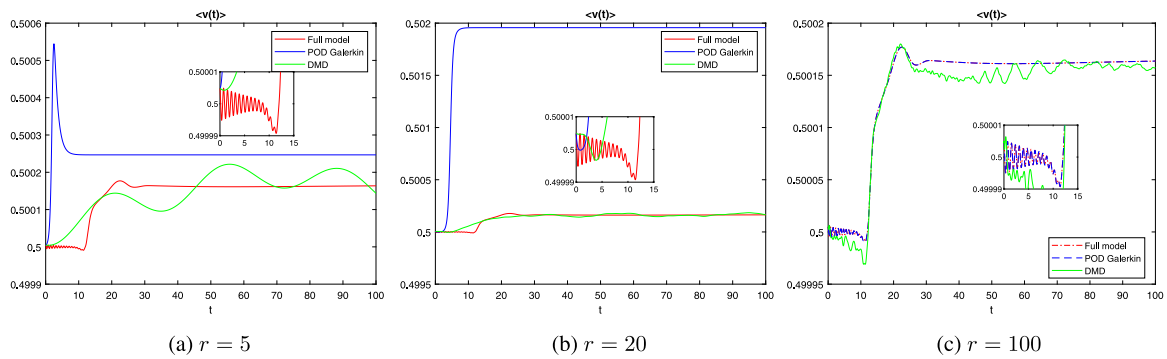 <v(t)>
0.5006
0.5005
0.5004
0.5003
0.5002
0.5001
0.5
0.4999
0 10 20 30 40 50 60 70 80 90 100
t
Full model
POD Galerkin
DMD
0.50001
0.5
0.49999
0 5 10 15
(a) r = 5
<v(t)>
0.502
0.5015
0.501
0.5005
0.5
0.4995
0 10 20 30 40 50 60 70 80 90 100
t
Full model
POD Galerkin
DMD
0.50001
0.5
0.49999
0 5 10 15
(b) r = 20
<v(t)>
0.5002
0.50015
0.5001
0.50005
0.5
0.49995
0 10 20 30 40 50 60 70 80 90 100
t
0.50001
0.5
0.49999
0 5 10 15
Full model
POD Galerkin
DMD
(c) r = 100